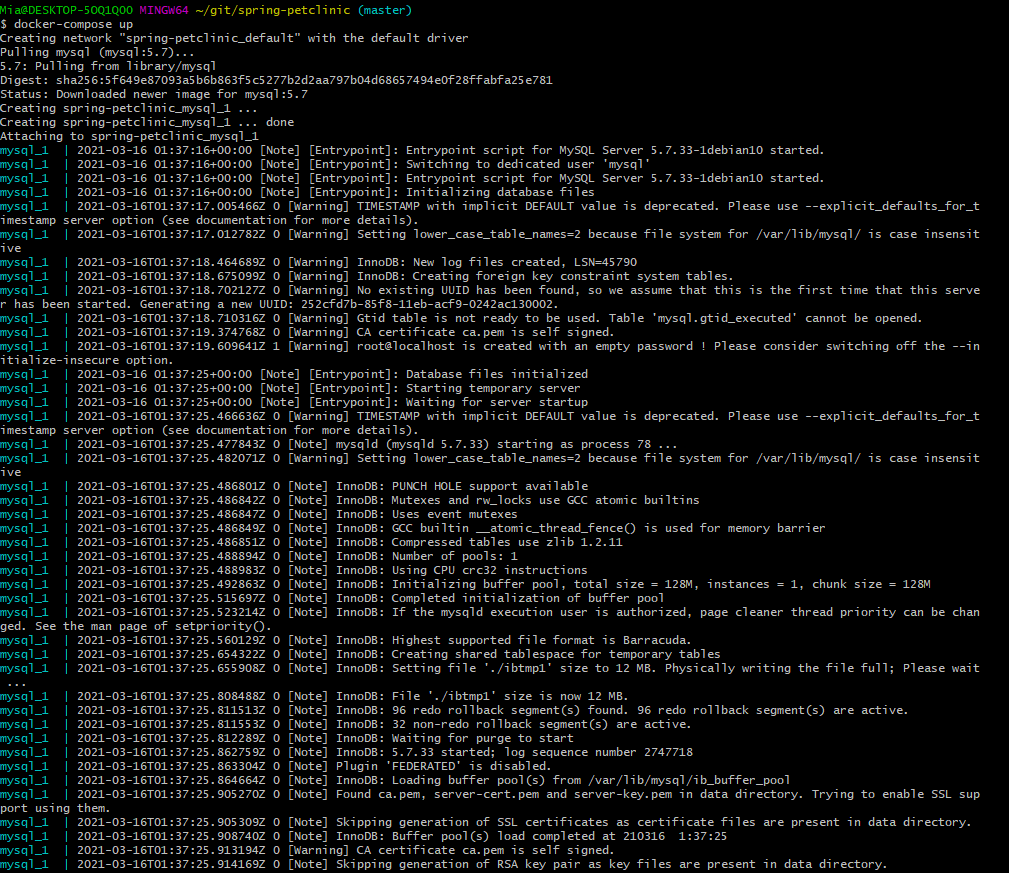 Mia@DESKTOP-5OQ1QOO MINGW64 ~/git/spring-petclinic (master)
$ docker-compose up
Creating network "spring-petclinic_default" with the default driver
Pulling mysql (mysql:5.7)...
5.7: Pulling from library/mysql
Digest: sha256:5f649e87093a5b6b863f5c5277b2d2aa797b04d68657494e0f28ffabfa25e781
Status: Downloaded newer image for mysql:5.7
Creating spring-petclinic_mysql_1 ...
Creating spring-petclinic_mysql_1 ... done
Attaching to spring-petclinic_mysql_1
mysql_1  | 2021-03-16 01:37:16+00:00 [Note] [Entrypoint]: Entrypoint script for MySQL Server 5.7.33-1debian10 started.
mysql_1  | 2021-03-16 01:37:16+00:00 [Note] [Entrypoint]: Switching to dedicated user 'mysql'
mysql_1  | 2021-03-16 01:37:16+00:00 [Note] [Entrypoint]: Entrypoint script for MySQL Server 5.7.33-1debian10 started.
mysql_1  | 2021-03-16 01:37:16+00:00 [Note] [Entrypoint]: Initializing database files
mysql_1  | 2021-03-16T01:37:17.005466Z 0 [Warning] TIMESTAMP with implicit DEFAULT value is deprecated. Please use --explicit_defaults_for_t
imestamp server option (see documentation for more details).
mysql_1  | 2021-03-16T01:37:17.012782Z 0 [Warning] Setting lower_case_table_names=2 because file system for /var/lib/mysql/ is case insensit
ive
mysql_1  | 2021-03-16T01:37:18.464689Z 0 [Warning] InnoDB: New log files created, LSN=45790
mysql_1  | 2021-03-16T01:37:18.675099Z 0 [Warning] InnoDB: Creating foreign key constraint system tables.
mysql_1  | 2021-03-16T01:37:18.702127Z 0 [Warning] No existing UUID has been found, so we assume that this is the first time that this serve
r has been started. Generating a new UUID: 252cfd7b-85f8-11eb-acf9-0242ac130002.
mysql_1  | 2021-03-16T01:37:18.710316Z 0 [Warning] Gtid table is not ready to be used. Table 'mysql.gtid_executed' cannot be opened.
mysql_1  | 2021-03-16T01:37:19.374768Z 0 [Warning] CA certificate ca.pem is self signed.
mysql_1  | 2021-03-16T01:37:19.609641Z 1 [Warning] root@localhost is created with an empty password ! Please consider switching off the --in
itialize-insecure option.
mysql_1  | 2021-03-16 01:37:25+00:00 [Note] [Entrypoint]: Database files initialized
mysql_1  | 2021-03-16 01:37:25+00:00 [Note] [Entrypoint]: Starting temporary server
mysql_1  | 2021-03-16 01:37:25+00:00 [Note] [Entrypoint]: Waiting for server startup
mysql_1  | 2021-03-16T01:37:25.466636Z 0 [Warning] TIMESTAMP with implicit DEFAULT value is deprecated. Please use --explicit_defaults_for_t
imestamp server option (see documentation for more details).
mysql_1  | 2021-03-16T01:37:25.477843Z 0 [Note] mysqld (mysqld 5.7.33) starting as process 78 ...
mysql_1  | 2021-03-16T01:37:25.482071Z 0 [Warning] Setting lower_case_table_names=2 because file system for /var/lib/mysql/ is case insensit
ive
mysql_1  | 2021-03-16T01:37:25.486801Z 0 [Note] InnoDB: PUNCH HOLE support available
mysql_1  | 2021-03-16T01:37:25.486842Z 0 [Note] InnoDB: Mutexes and rw_locks use GCC atomic builtins
mysql_1  | 2021-03-16T01:37:25.486847Z 0 [Note] InnoDB: Uses event mutexes
mysql_1  | 2021-03-16T01:37:25.486849Z 0 [Note] InnoDB: GCC builtin __atomic_thread_fence() is used for memory barrier
mysql_1  | 2021-03-16T01:37:25.486851Z 0 [Note] InnoDB: Compressed tables use zlib 1.2.11
mysql_1  | 2021-03-16T01:37:25.488894Z 0 [Note] InnoDB: Number of pools: 1
mysql_1  | 2021-03-16T01:37:25.488983Z 0 [Note] InnoDB: Using CPU crc32 instructions
mysql_1  | 2021-03-16T01:37:25.492863Z 0 [Note] InnoDB: Initializing buffer pool, total size = 128M, instances = 1, chunk size = 128M
mysql_1  | 2021-03-16T01:37:25.515697Z 0 [Note] InnoDB: Completed initialization of buffer pool
mysql_1  | 2021-03-16T01:37:25.523214Z 0 [Note] InnoDB: If the mysqld execution user is authorized, page cleaner thread priority can be chan
ged. See the man page of setpriority().
mysql_1  | 2021-03-16T01:37:25.560129Z 0 [Note] InnoDB: Highest supported file format is Barracuda.
mysql_1  | 2021-03-16T01:37:25.654322Z 0 [Note] InnoDB: Creating shared tablespace for temporary tables
mysql_1  | 2021-03-16T01:37:25.655908Z 0 [Note] InnoDB: Setting file './ibtmp1' size to 12 MB. Physically writing the file full; Please wait
 ...
mysql_1  | 2021-03-16T01:37:25.808488Z 0 [Note] InnoDB: File './ibtmp1' size is now 12 MB.
mysql_1  | 2021-03-16T01:37:25.811513Z 0 [Note] InnoDB: 96 redo rollback segment(s) found. 96 redo rollback segment(s) are active.
mysql_1  | 2021-03-16T01:37:25.811553Z 0 [Note] InnoDB: 32 non-redo rollback segment(s) are active.
mysql_1  | 2021-03-16T01:37:25.812289Z 0 [Note] InnoDB: Waiting for purge to start
mysql_1  | 2021-03-16T01:37:25.862759Z 0 [Note] InnoDB: 5.7.33 started; log sequence number 2747718
mysql_1  | 2021-03-16T01:37:25.863304Z 0 [Note] Plugin 'FEDERATED' is disabled.
mysql_1  | 2021-03-16T01:37:25.864664Z 0 [Note] InnoDB: Loading buffer pool(s) from /var/lib/mysql/ib_buffer_pool
mysql_1  | 2021-03-16T01:37:25.905270Z 0 [Note] Found ca.pem, server-cert.pem and server-key.pem in data directory. Trying to enable SSL sup
port using them.
mysql_1  | 2021-03-16T01:37:25.905309Z 0 [Note] Skipping generation of SSL certificates as certificate files are present in data directory.
mysql_1  | 2021-03-16T01:37:25.908740Z 0 [Note] InnoDB: Buffer pool(s) load completed at 210316  1:37:25
mysql_1  | 2021-03-16T01:37:25.913194Z 0 [Warning] CA certificate ca.pem is self signed.
mysql_1  | 2021-03-16T01:37:25.914169Z 0 [Note] Skipping generation of RSA key pair as key files are present in data directory.